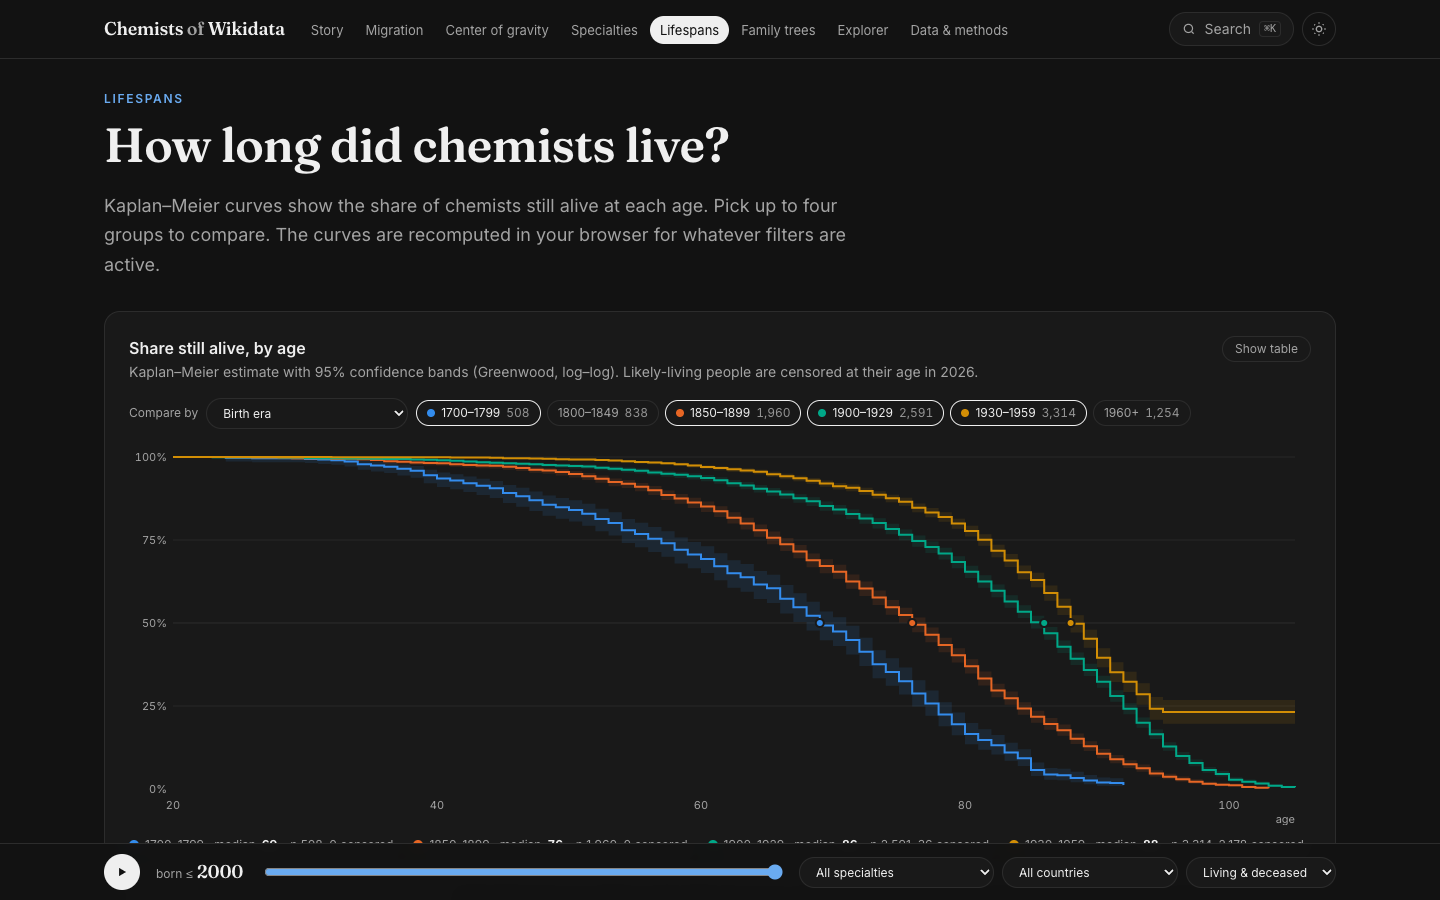 Chemists of Wikidata Story Migration Center of gravity Specialties Lifespans Family trees Explorer Data & methods Search ⌘K
LIFESPANS
How long did chemists live?
Kaplan–Meier curves show the share of chemists still alive at each age. Pick up to four
groups to compare. The curves are recomputed in your browser for whatever filters are
active.
Share still alive, by age
Show table
Kaplan–Meier estimate with 95% confidence bands (Greenwood, log–log). Likely-living people are censored at their age in 2026.
Compare by Birth era 1700–1799 508 1800–1849 838 1850–1899 1,960 1900–1929 2,591 1930–1959 3,314 1960+ 1,254
100%
75%
50%
25%
0%
20 40 60 80 100
age
born ≤ 2000 All specialties All countries Living & deceased